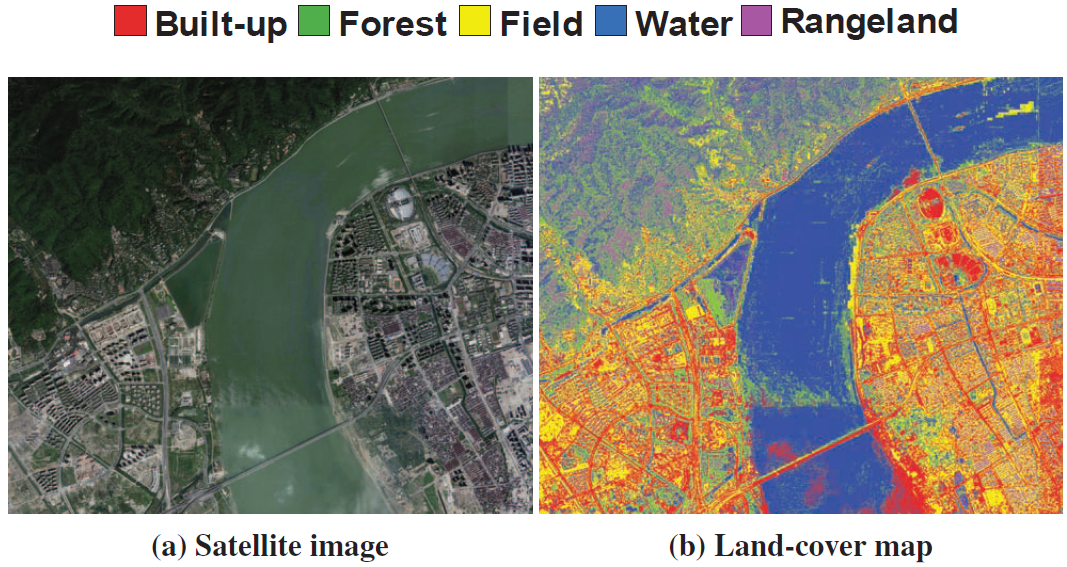 Built-up Forest Field Water Rangeland
(a) Satellite image (b) Land-cover map